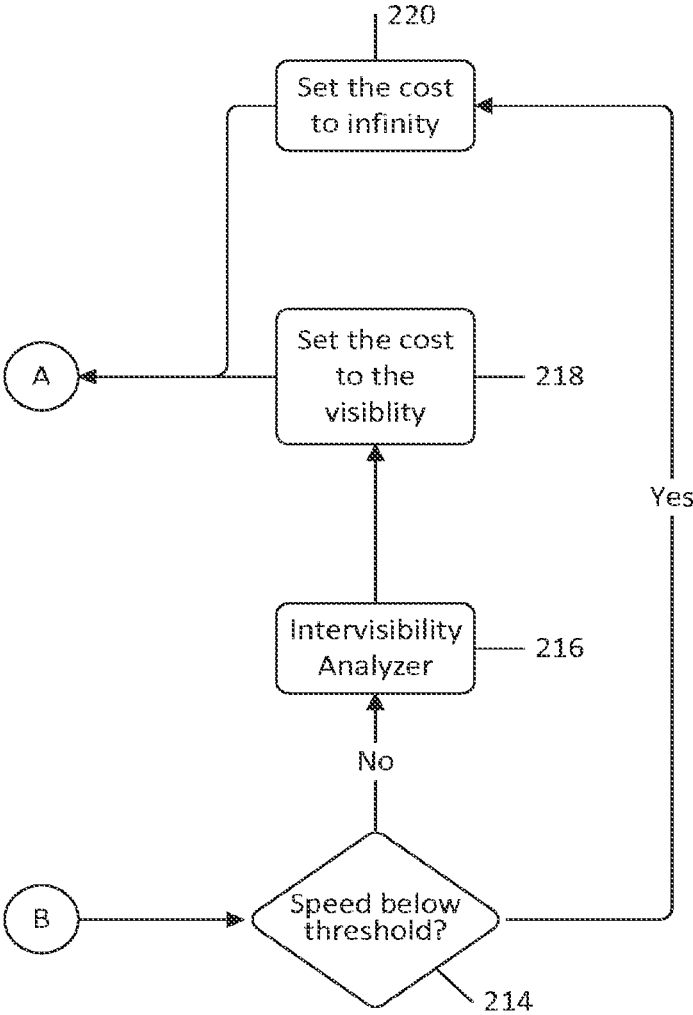 220
Set the cost
to infinity
A
Set the cost
to the
visiblity
218
Yes
Intervisibility
Analyzer
216
No
B
Speed below
threshold?
214